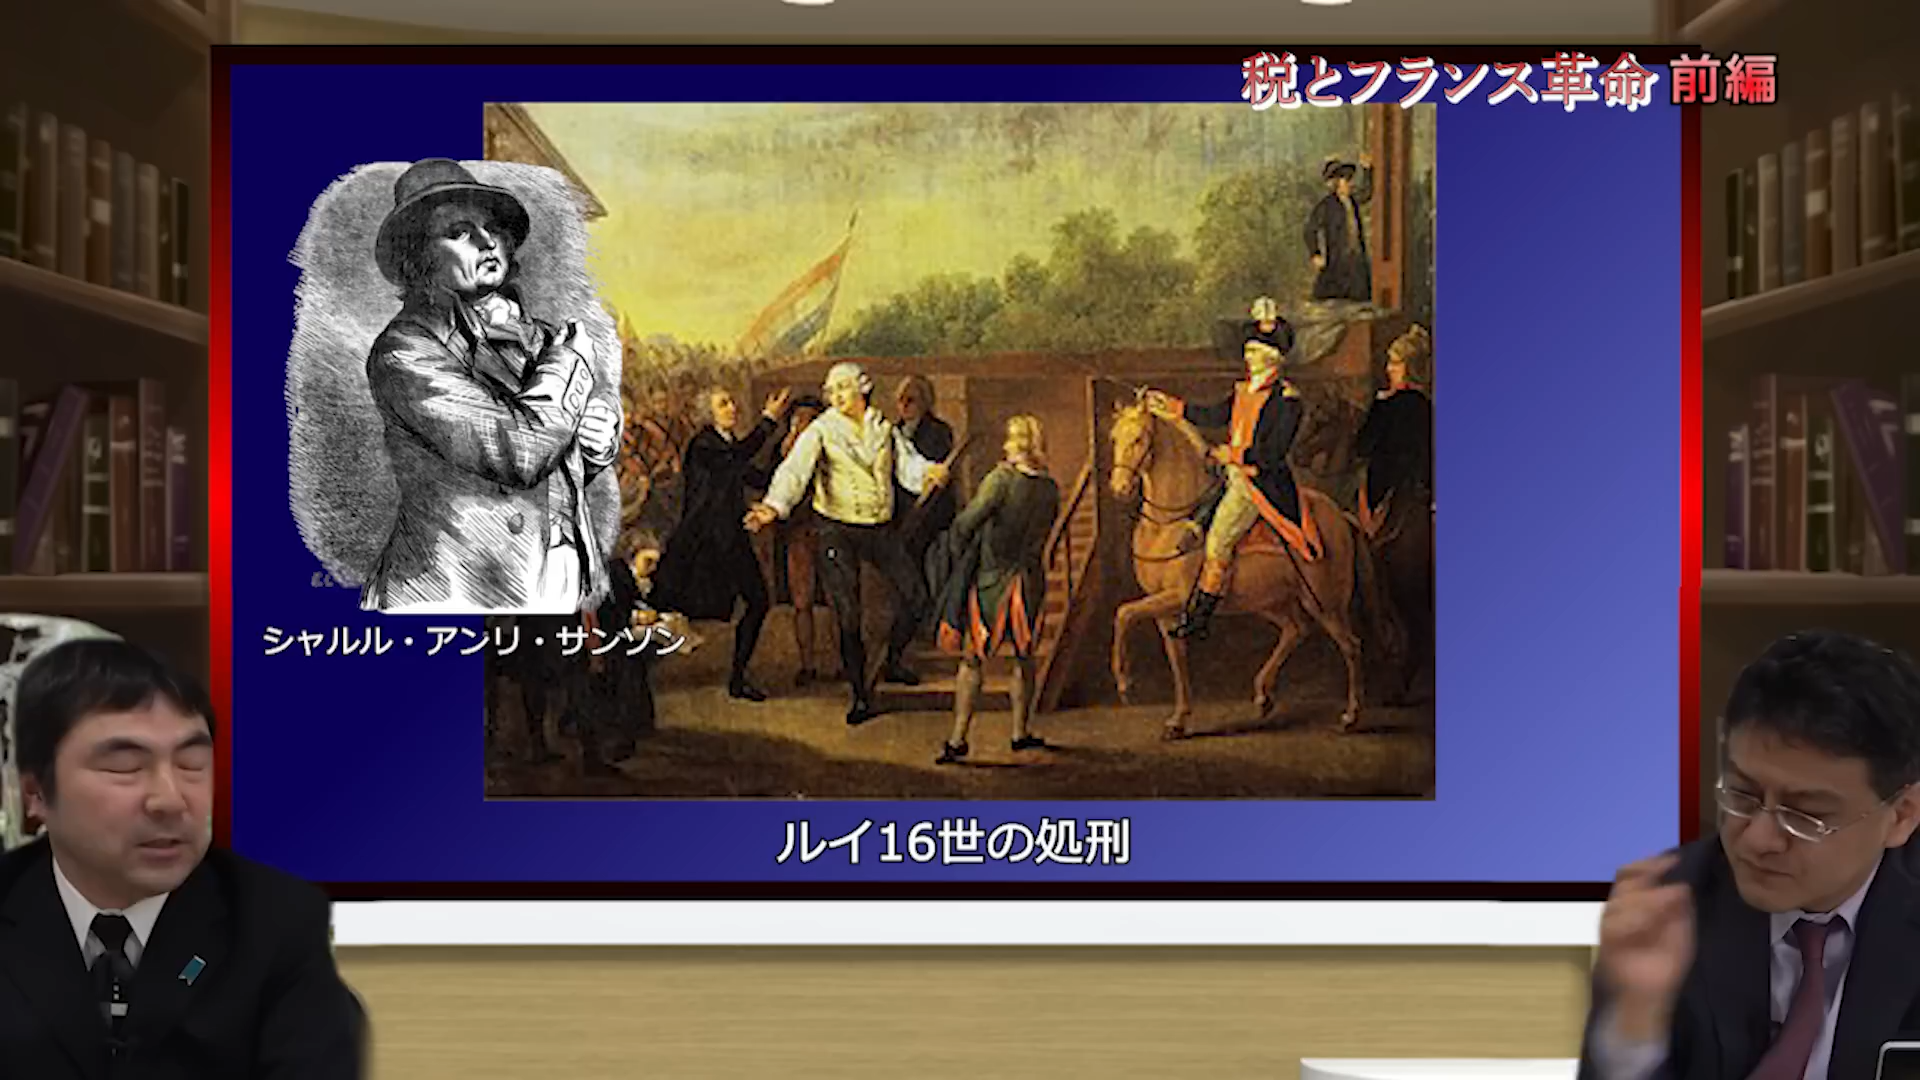 税とフランス革命 前編
シャルル・アンリ・サンソン
ルイ16世の処刑